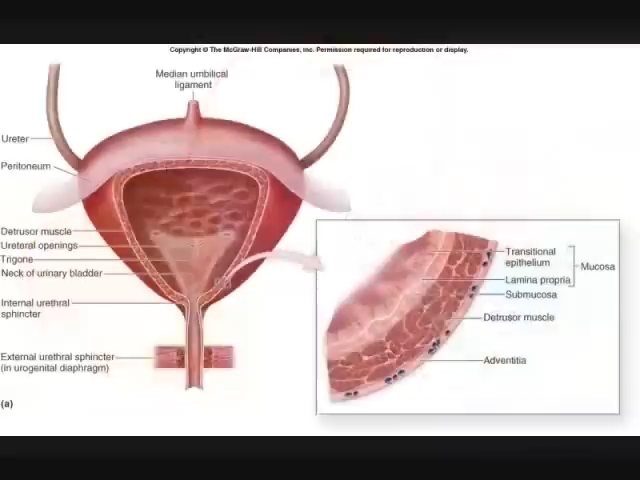 Copyright © The McGraw-Hill Companies, Inc. Permission required for reproduction or display.
Median umbilical
ligament
Ureter
Peritoneum
Detrusor muscle
Ureteral openings
Trigone
Neck of urinary bladder
Internal urethral
sphincter
External urethral sphincter
(in urogenital diaphragm)
(a)
Transitional
epithelium
Mucosa
Lamina propria
Submucosa
Detrusor muscle
Adventitia